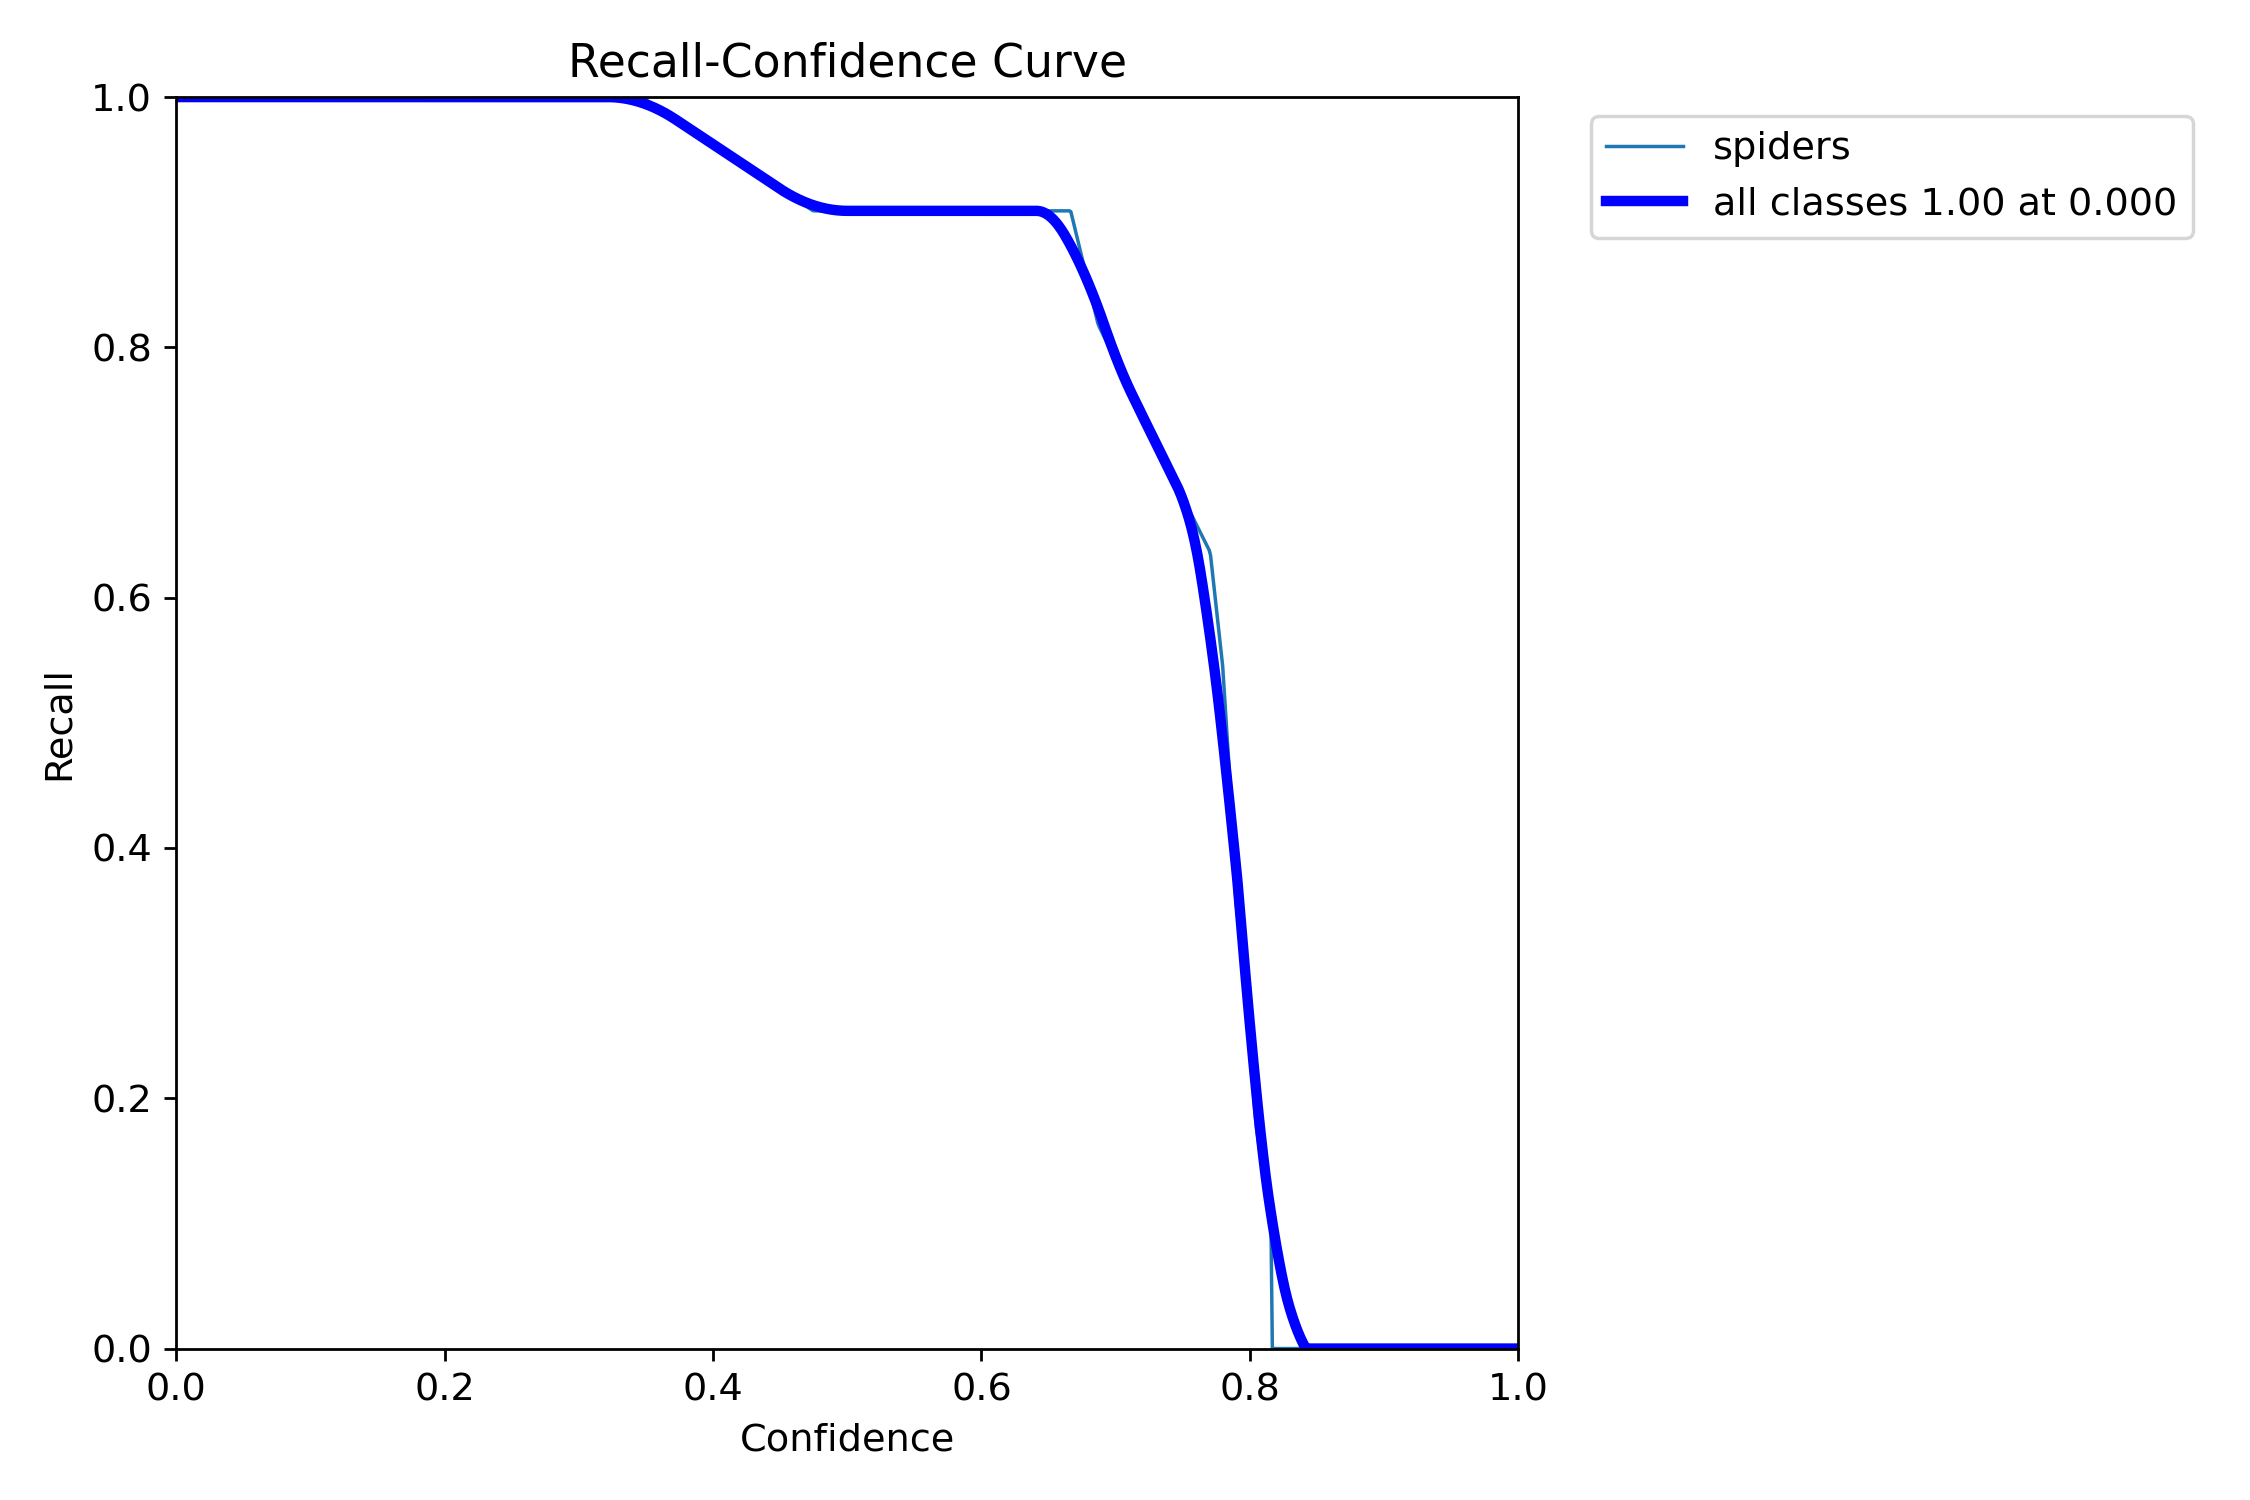 Recall-Confidence Curve
1.0
0.8
0.6
0.4
0.2
0.0
Recall
0.0 0.2 0.4 0.6 0.8 1.0
Confidence
spiders
all classes 1.00 at 0.000